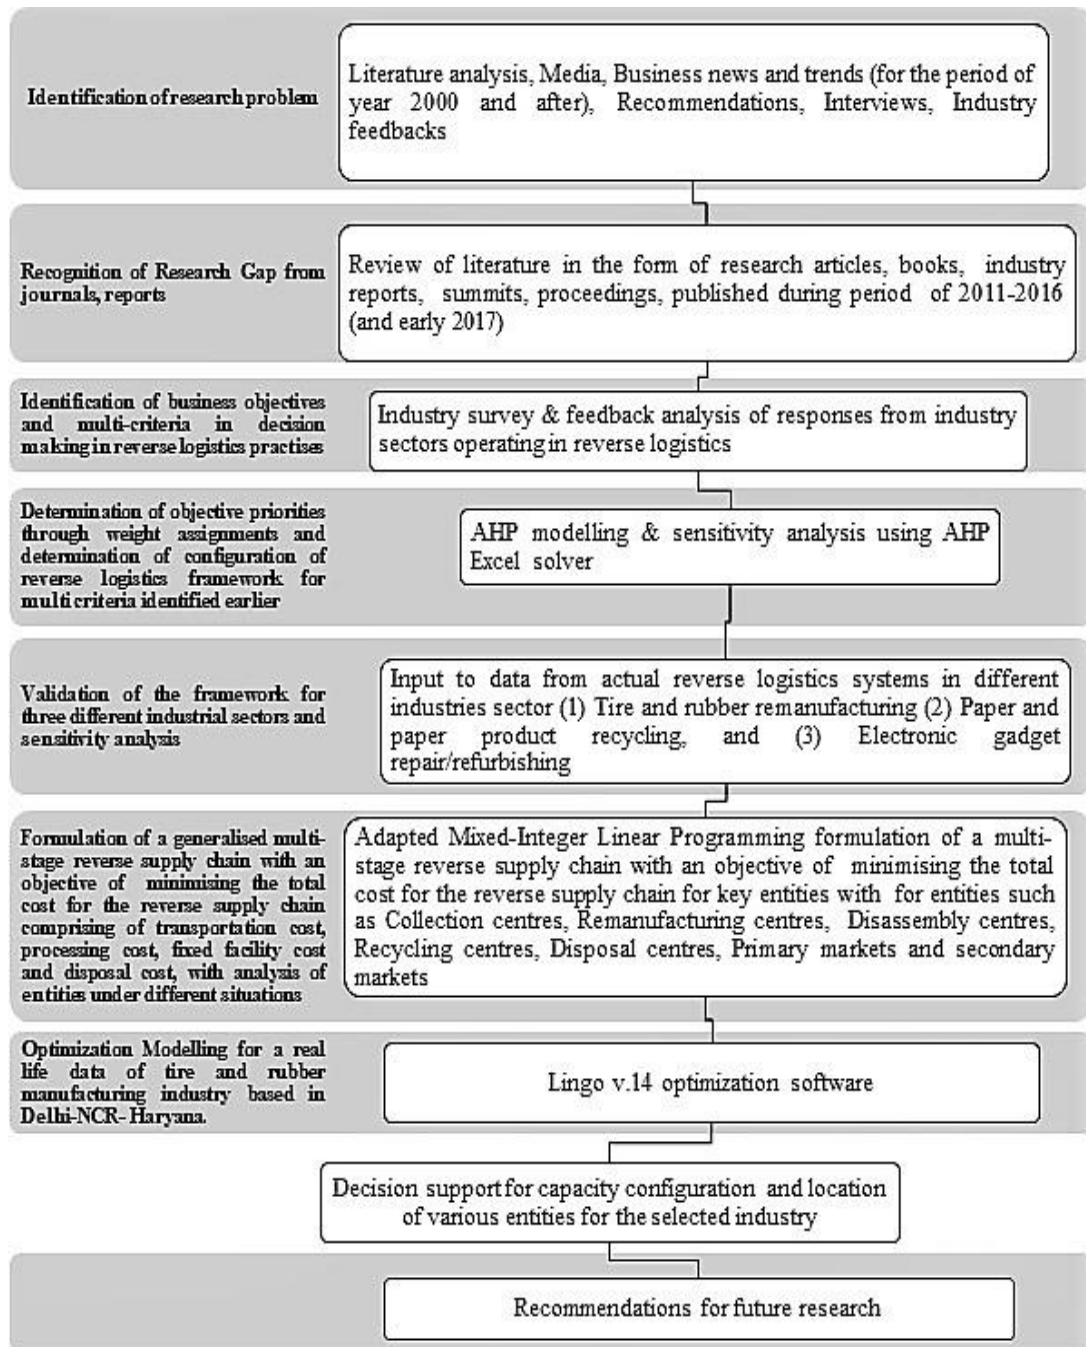 Identification of research problem
Literature analysis, Media, Business news and trends (for the period of
year 2000 and after), Recommendations, Interviews, Industry
feedbacks
Recognition of Research Gap from
journals, reports
Review of literature in the form of research articles, books, industry
reports, summits, proceedings, published during period of 2011-2016
(and early 2017)
Identification of business objectives
and multi-criteria in decision
making in reverse logistics practises
Industry survey & feedback analysis of responses from industry
sectors operating in reverse logistics
Determination of objective priorities
through weight assignments and
determination of configuration of
reverse logistics framework for
multi criteria identified earlier
AHP modelling & sensitivity analysis using AHP
Excel solver
Validation of the framework for
three different industrial sectors and
sensitivity analysis
Input to data from actual reverse logistics systems in different
industries sector (1) Tire and rubber remanufacturing (2) Paper and
paper product recycling, and (3) Electronic gadget
repair/refurbishing
Formulation of a generalised multi-
stage reverse supply chain with an
objective of minimising the total
cost for the reverse supply chain
comprising of transportation cost,
processing cost, fixed facility cost
and disposal cost, with analysis of
entities under different situations
Adapted Mixed-Integer Linear Programming formulation of a multi-
stage reverse supply chain with an objective of minimising the total
cost for the reverse supply chain for key entities with for entities such
as Collection centres, Remanufacturing centres, Disassembly centres,
Recycling centres, Disposal centres, Primary markets and secondary
markets
Optimization Modelling for a real
life data of tire and rubber
manufacturing industry based in
Delhi-NCR- Haryana.
Lingo v.14 optimization software
Decision support for capacity configuration and location
of various entities for the selected industry
Recommendations for future research